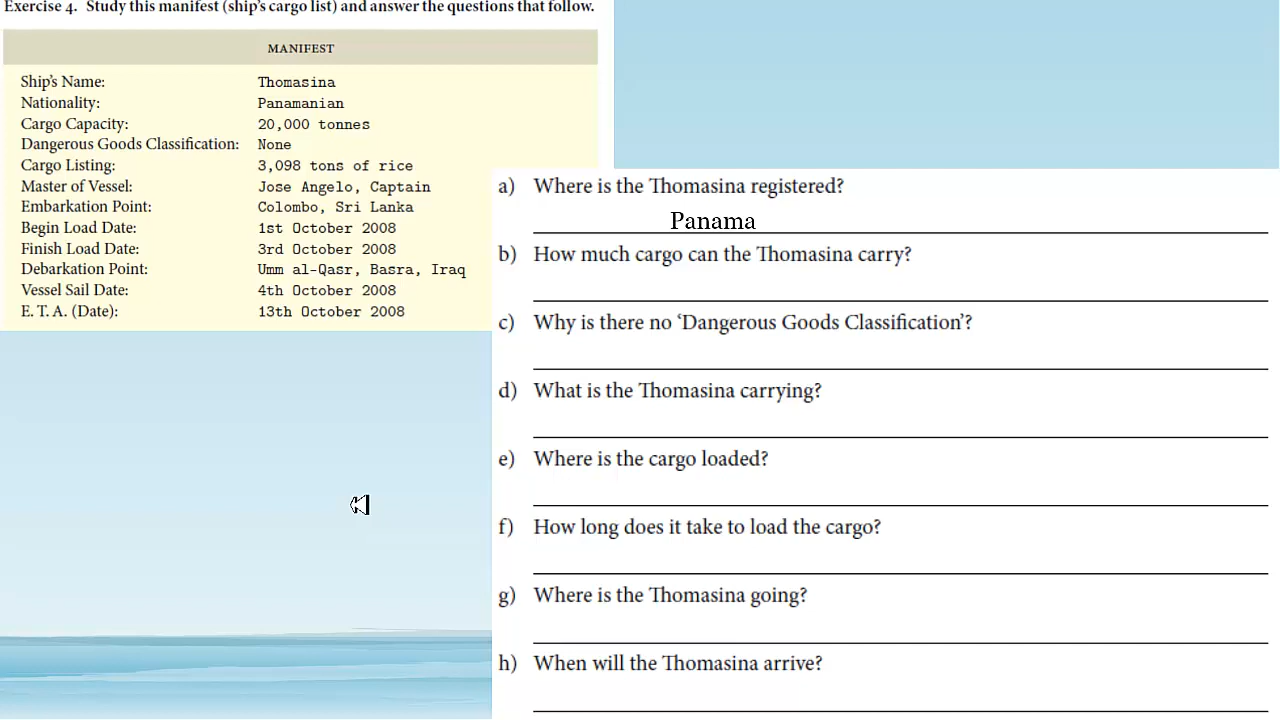 Exercise 4. Study this manifest (ship's cargo list) and answer the questions that follow.
MANIFEST
Ship's Name: Thomasina
Nationality: Panamanian
Cargo Capacity: 20,000 tonnes
Dangerous Goods Classification: None
Cargo Listing: 3,098 tons of rice
Master of Vessel: Jose Angelo, Captain
Embarkation Point: Colombo, Sri Lanka
Begin Load Date: 1st October 2008
Finish Load Date: 3rd October 2008
Debarkation Point: Umm al-Qasr, Basra, Iraq
Vessel Sail Date: 4th October 2008
E. T. A. (Date): 13th October 2008
a) Where is the Thomasina registered?
Panama
b) How much cargo can the Thomasina carry?
c) Why is there no ‘Dangerous Goods Classification’?
d) What is the Thomasina carrying?
e) Where is the cargo loaded?
f) How long does it take to load the cargo?
g) Where is the Thomasina going?
h) When will the Thomasina arrive?